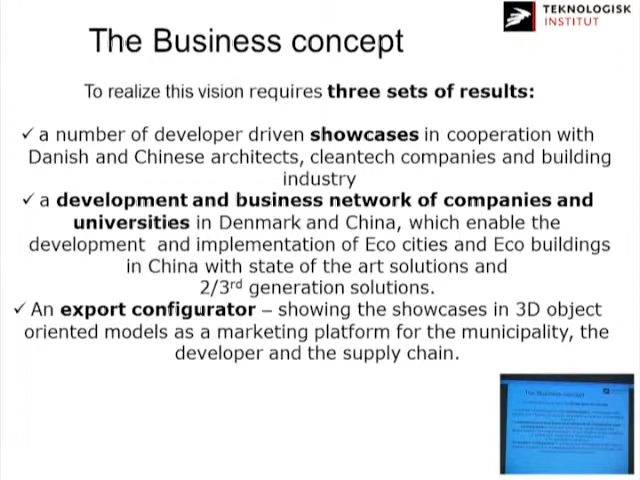 TEKNOLOGISK
INSTITUT
The Business concept
To realize this vision requires three sets of results:
✓ a number of developer driven showcases in cooperation with
Danish and Chinese architects, cleantech companies and building
industry
✓ a development and business network of companies and
universities in Denmark and China, which enable the
development and implementation of Eco cities and Eco buildings
in China with state of the art solutions and
2/3rd generation solutions.
✓ An export configurator – showing the showcases in 3D object
oriented models as a marketing platform for the municipality, the
developer and the supply chain.
The Business concept